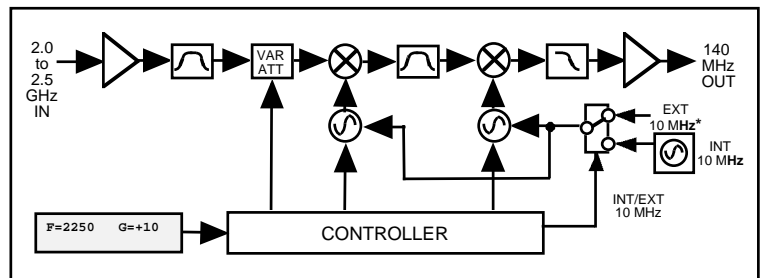 2.0
to
2.5
GHz
IN
VAR
ATT
140
MHz
OUT
EXT
10 MHz*
INT
10 MHz
INT/EXT
10 MHz
F=2250 G=+10
CONTROLLER